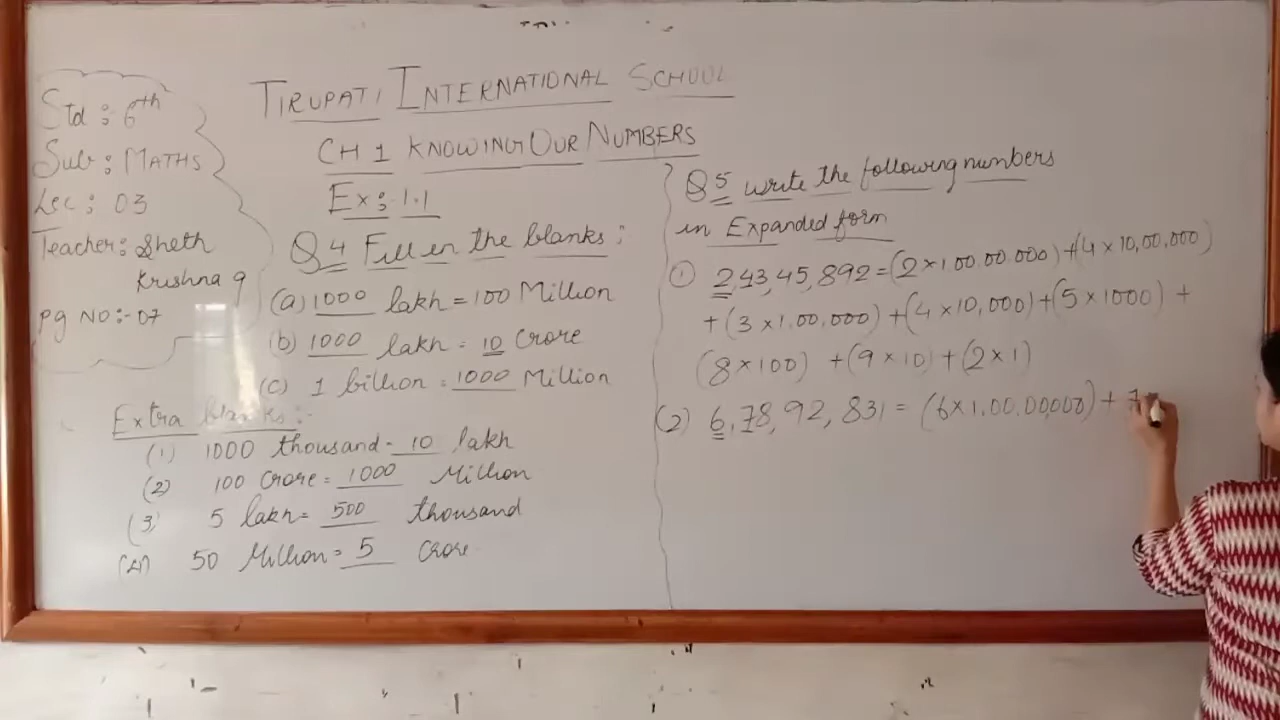 Std : 6th
Sub : MATHS
Lec : 03
Teacher: Sheth
Krishna g
Pg NO:- 07
TIRUPATI INTERNATIONAL SCHOOL
CH 1 KNOWING OUR NUMBERS
Ex: 1.1
Q 4 Fill in the blanks :
(a) 1000 lakh = 100 Million
(b) 1000 lakh = 10 Crore
(c) 1 billion = 1000 Million
Extra blanks :-
(1) 1000 thousand = 10 lakh
(2) 100 Crore = 1000 Million
(3) 5 lakh = 500 thousand
(4) 50 Million = 5 Crore
Q 5 write the following numbers
in Expanded form
① 2,43,45,892 = (2×1,00,00,000) + (4×10,00,000)
+ (3×1,00,000) + (4×10,000) + (5×1000) +
(8×100) + (9×10) + (2×1)
(2) 6,78,92,831 = (6×1,00,00,000) + 7